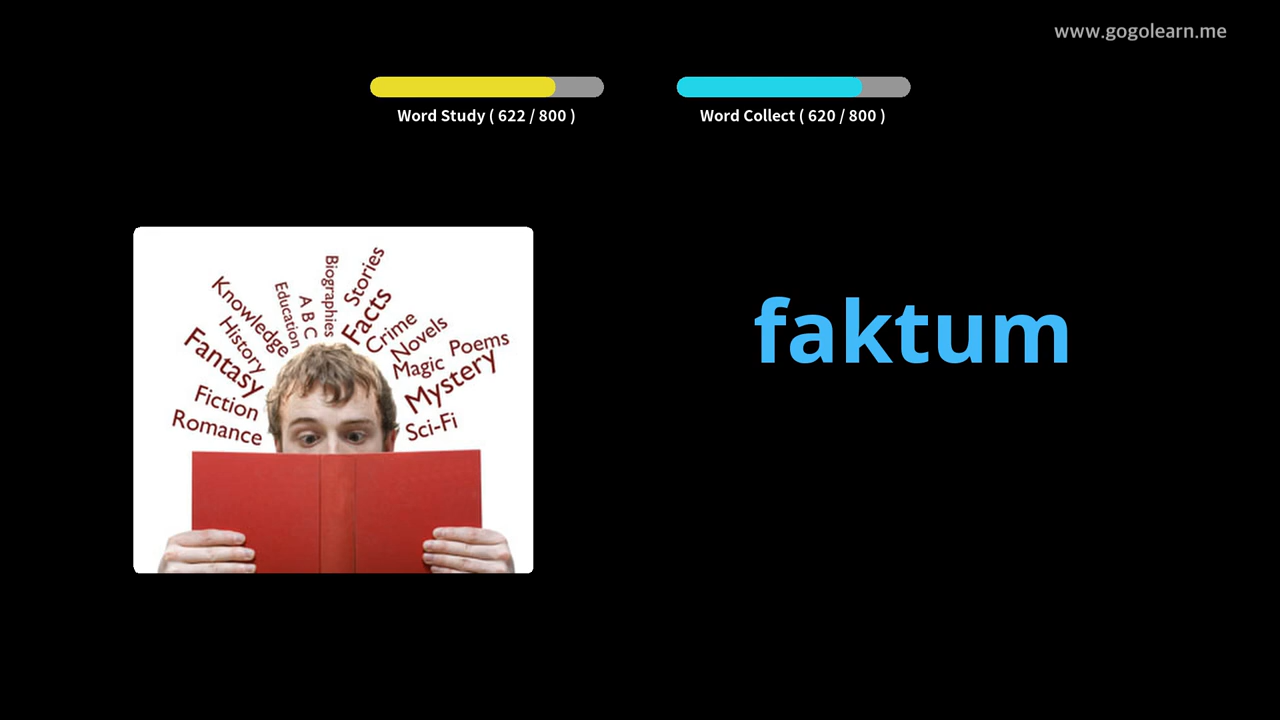 www.gogolearn.me
Word Study ( 622 / 800 )
Word Collect ( 620 / 800 )
Stories
Biographies
Facts
Education
A B C
Knowledge
Crime
Novels
History
Poems
Fantasy
Magic
Mystery
Fiction
Sci-Fi
Romance
faktum